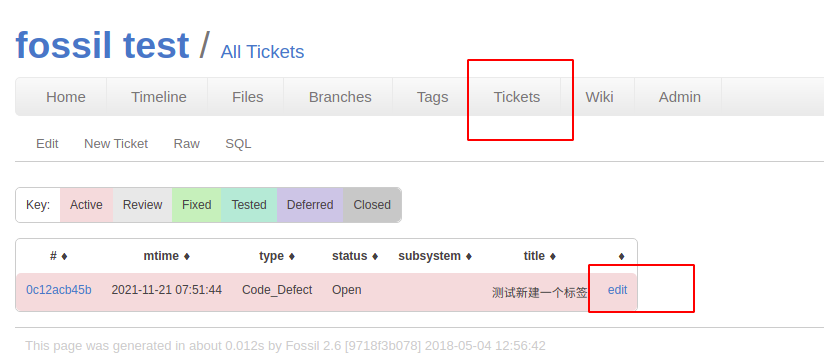 fossil test / All Tickets
Home Timeline Files Branches Tags Tickets Wiki Admin
Edit New Ticket Raw SQL
Key: Active Review Fixed Tested Deferred Closed
# ♦ mtime ♦ type ♦ status ♦ subsystem ♦ title ♦ ♦
0c12acb45b 2021-11-21 07:51:44 Code_Defect Open 测试新建一个标签 edit
This page was generated in about 0.012s by Fossil 2.6 [9718f3b078] 2018-05-04 12:56:42